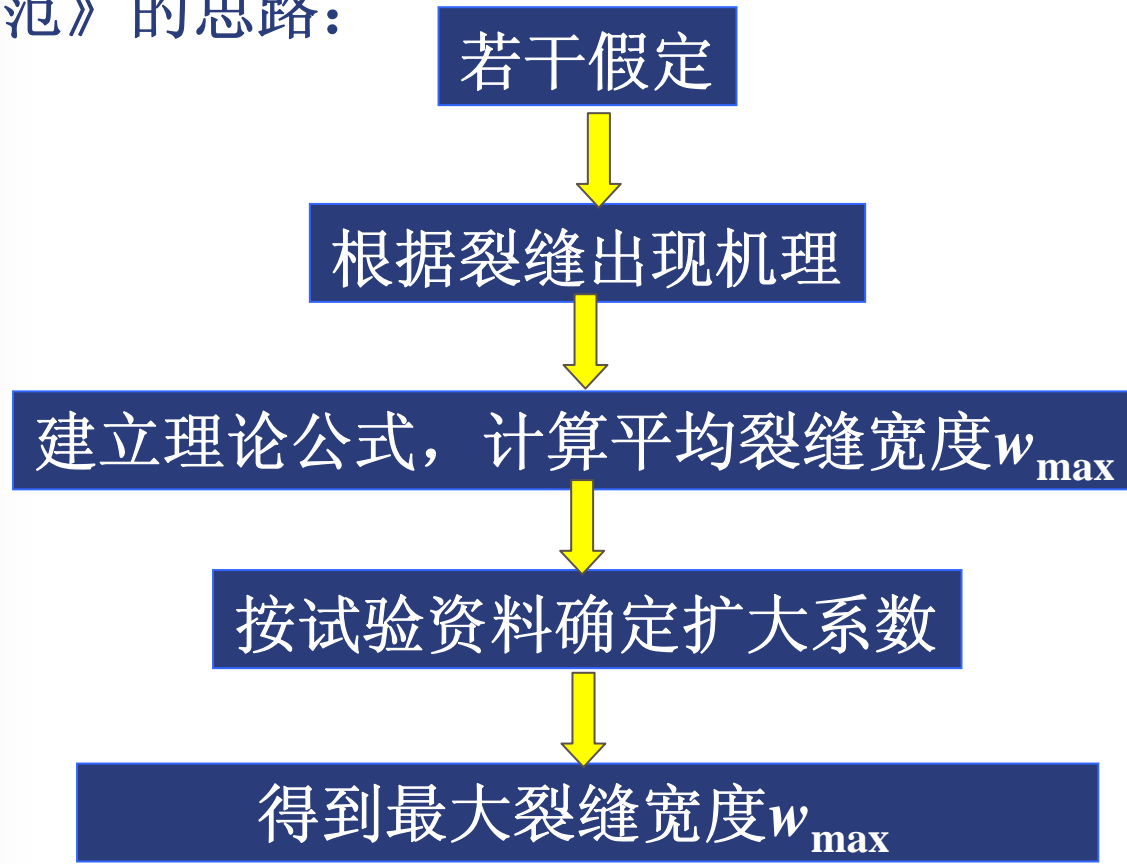 范》的思路：
若干假定
根据裂缝出现机理
建立理论公式，计算平均裂缝宽度wmax
按试验资料确定扩大系数
得到最大裂缝宽度wmax